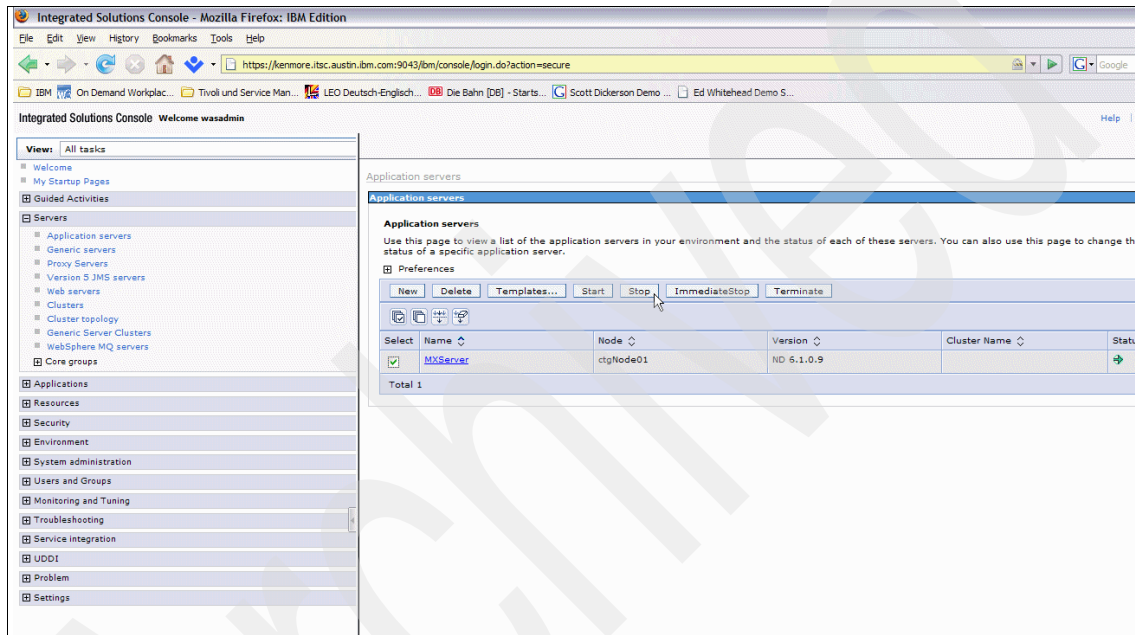 Integrated Solutions Console - Mozilla Firefox: IBM Edition
File Edit View History Bookmarks Tools Help
https://kenmore.itsc.austin.ibm.com:9043/ibm/console/login.do?action=secure
G Google
IBM On Demand Workplac... Tivoli und Service Man... LEO Deutsch-Englisch... DB Die Bahn [DB] - Starts... Scott Dickerson Demo ... Ed Whitehead Demo S...
Integrated Solutions Console Welcome wasadmin
Help
View: All tasks
Welcome
My Startup Pages
Guided Activities
Servers
Application servers
Generic servers
Proxy Servers
Version 5 JMS servers
Web servers
Clusters
Cluster topology
Generic Server Clusters
WebSphere MQ servers
Core groups
Applications
Resources
Security
Environment
System administration
Users and Groups
Monitoring and Tuning
Troubleshooting
Service integration
UDDI
Problem
Settings
Application servers
Application servers
Application servers
Use this page to view a list of the application servers in your environment and the status of each of these servers. You can also use this page to change th
status of a specific application server.
Preferences
New Delete Templates... Start Stop ImmediateStop Terminate
Select Name Node Version Cluster Name Statu
MXServer ctgNode01 ND 6.1.0.9
Total 1